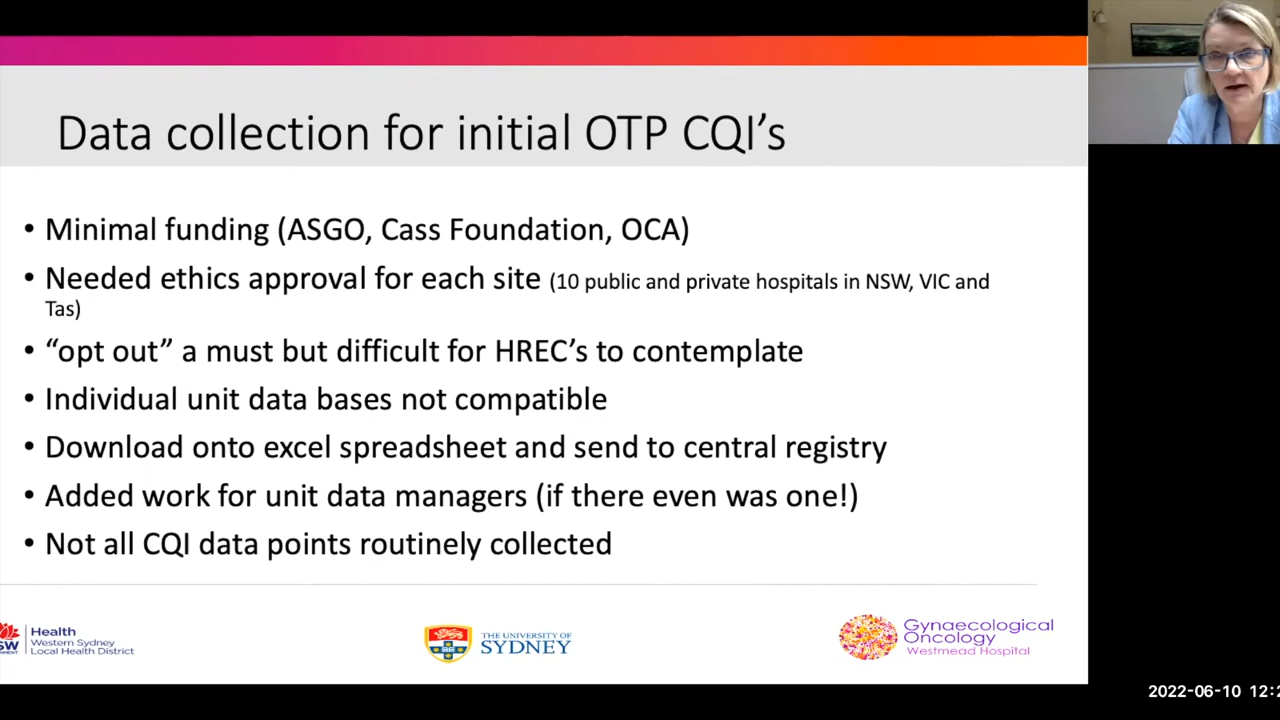 Data collection for initial OTP CQI’s
• Minimal funding (ASGO, Cass Foundation, OCA)
• Needed ethics approval for each site (10 public and private hospitals in NSW, VIC and
Tas)
• “opt out” a must but difficult for HREC’s to contemplate
• Individual unit data bases not compatible
• Download onto excel spreadsheet and send to central registry
• Added work for unit data managers (if there even was one!)
• Not all CQI data points routinely collected
Health
Western Sydney
Local Health District
THE UNIVERSITY OF
SYDNEY
Gynaecological
Oncology
Westmead Hospital
2022-06-10 12:2